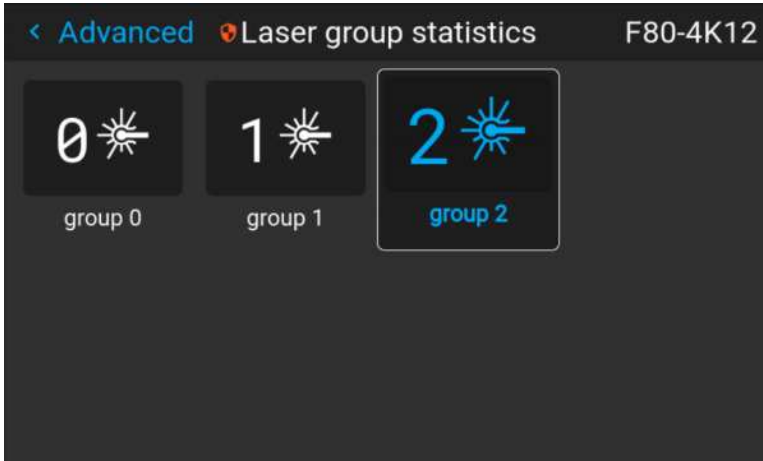 < Advanced Laser group statistics F80-4K12
0 1 2
group 0 group 1 group 2